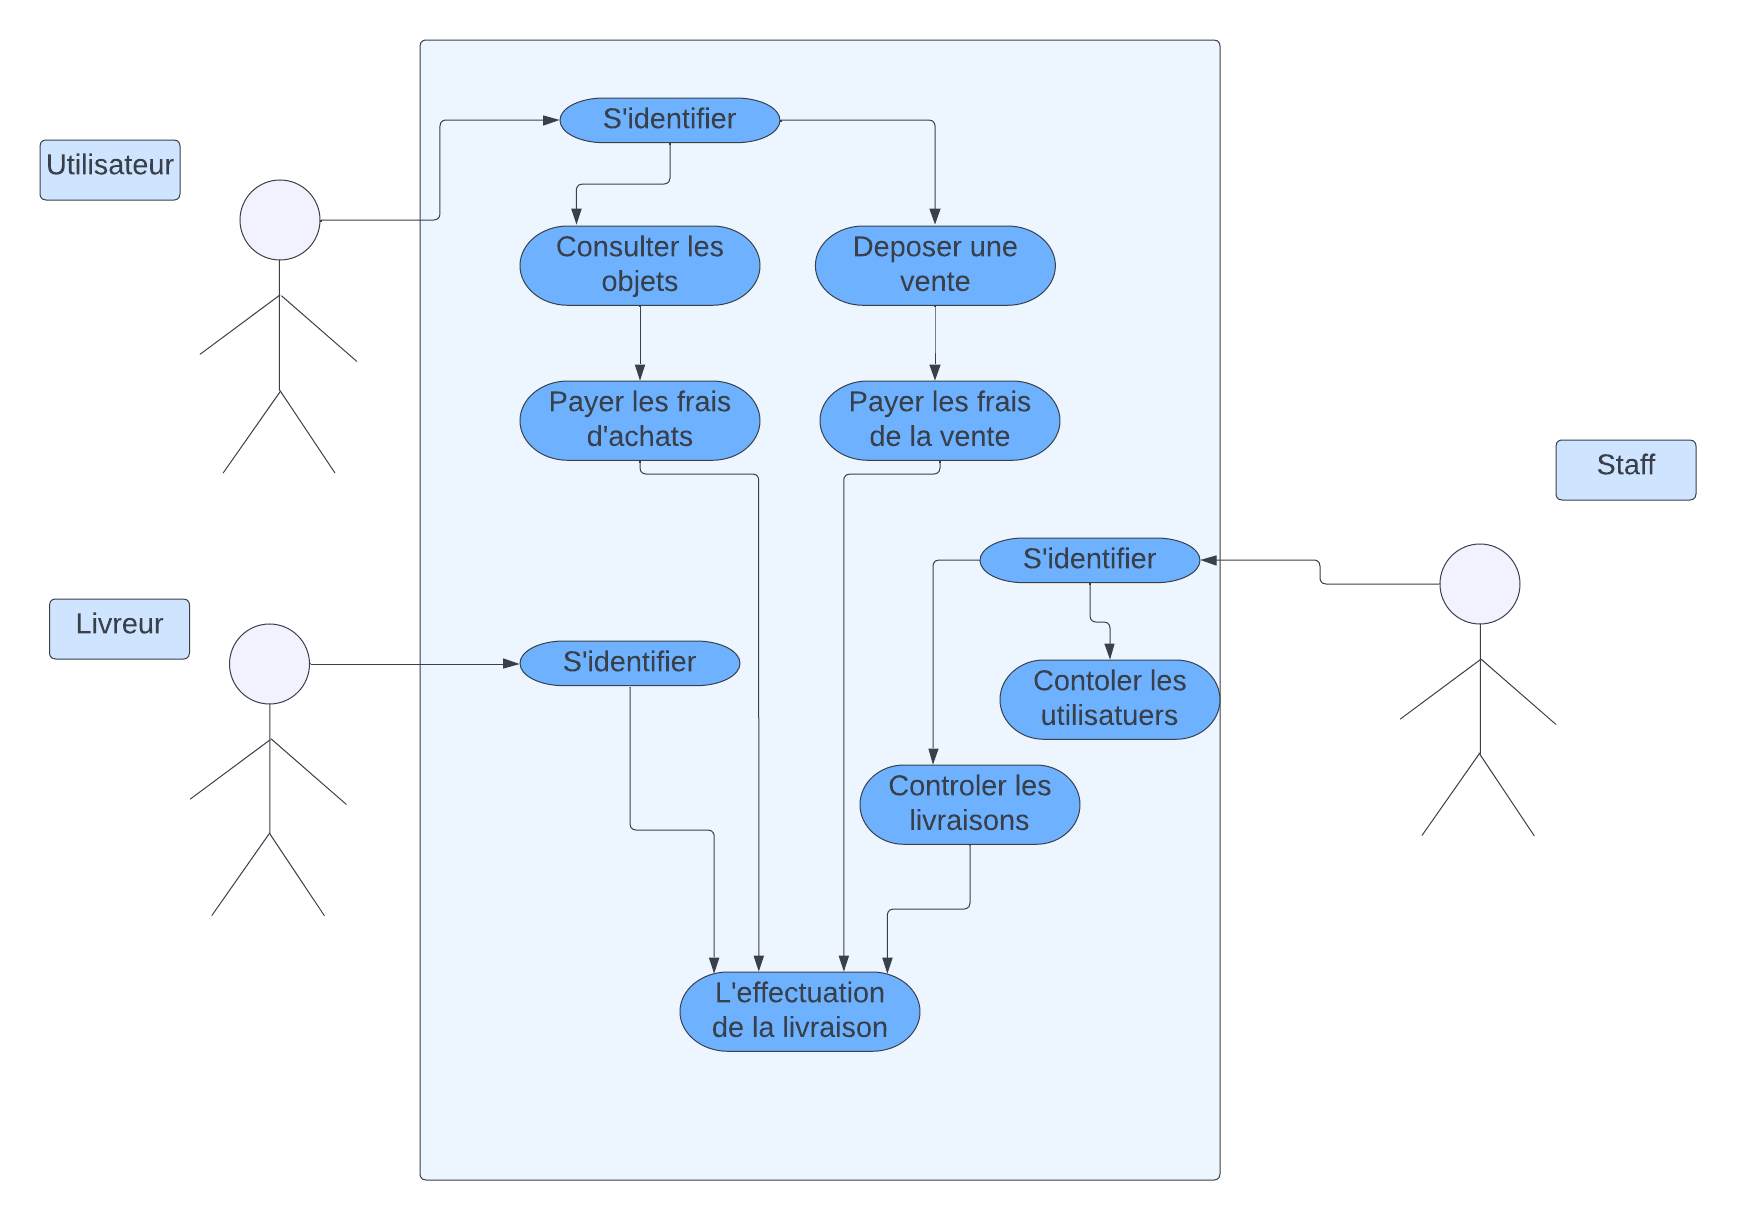 S'identifier
Utilisateur
Consulter les
objets
Deposer une
vente
Payer les frais
d'achats
Payer les frais
de la vente
Staff
S'identifier
Livreur
S'identifier
Contoler les
utilisatuers
Controler les
livraisons
L'effectuation
de la livraison